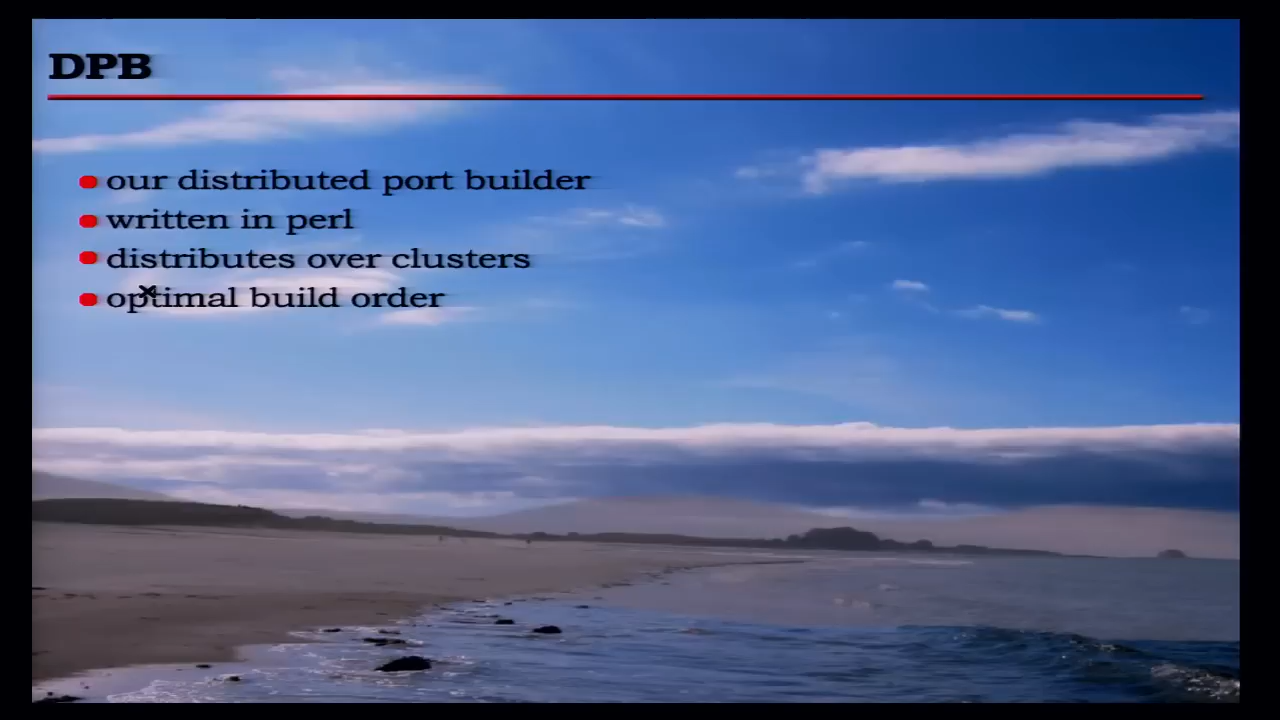 DPB
our distributed port builder
written in perl
distributes over clusters
optimal build order